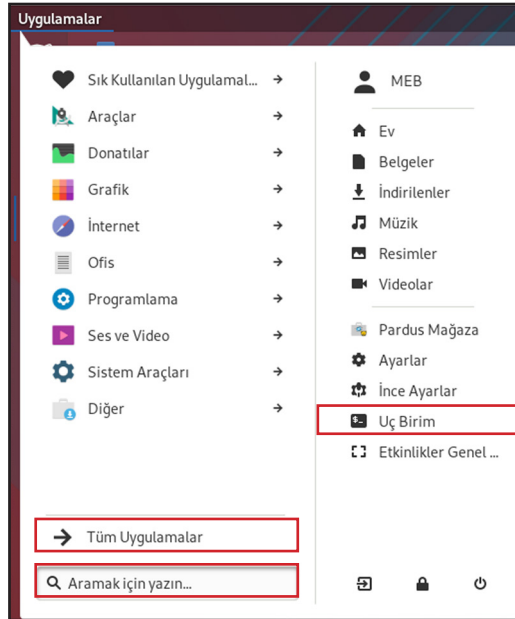 Uygulamalar
Sık Kullanılan Uygulamal...
Araçlar
Donatılar
Grafik
İnternet
Ofis
Programlama
Ses ve Video
Sistem Araçları
Diğer
Tüm Uygulamalar
Aramak için yazın...
MEB
Ev
Belgeler
İndirilenler
Müzik
Resimler
Videolar
Pardus Mağaza
Ayarlar
İnce Ayarlar
Uç Birim
Etkinlikler Genel ...